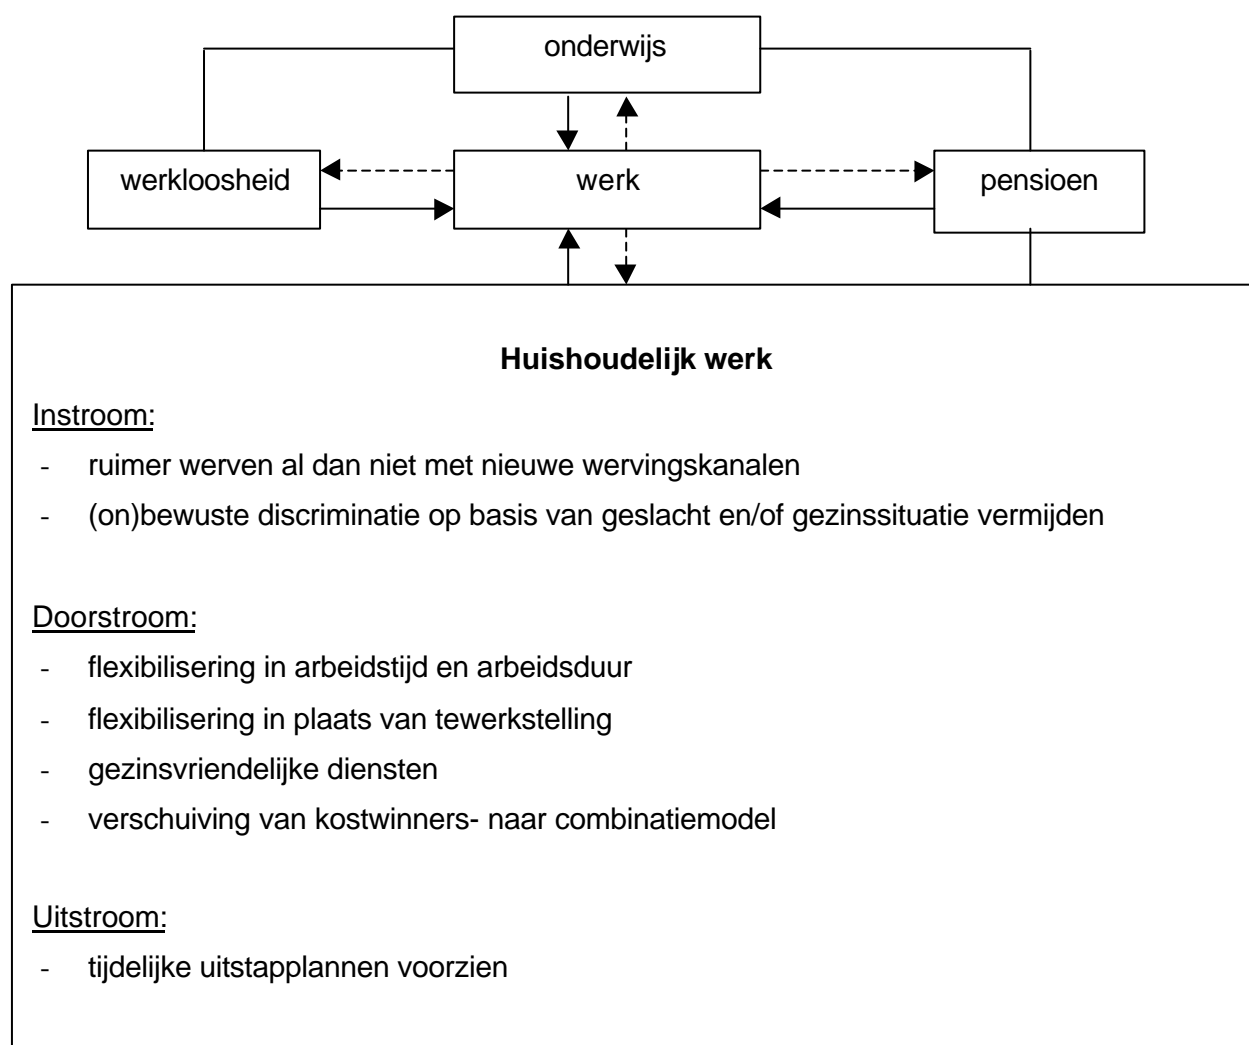 onderwijs
werkloosheid
werk
pensioen
Huishoudelijk werk
Instroom:
- ruimer werven al dan niet met nieuwe wervingskanalen
- (on)bewuste discriminatie op basis van geslacht en/of gezinssituatie vermijden
Doorstroom:
- flexibilisering in arbeidstijd en arbeidsduur
- flexibilisering in plaats van tewerkstelling
- gezinsvriendelijke diensten
- verschuiving van kostwinners- naar combinatiemodel
Uitstroom:
- tijdelijke uitstapplannen voorzien